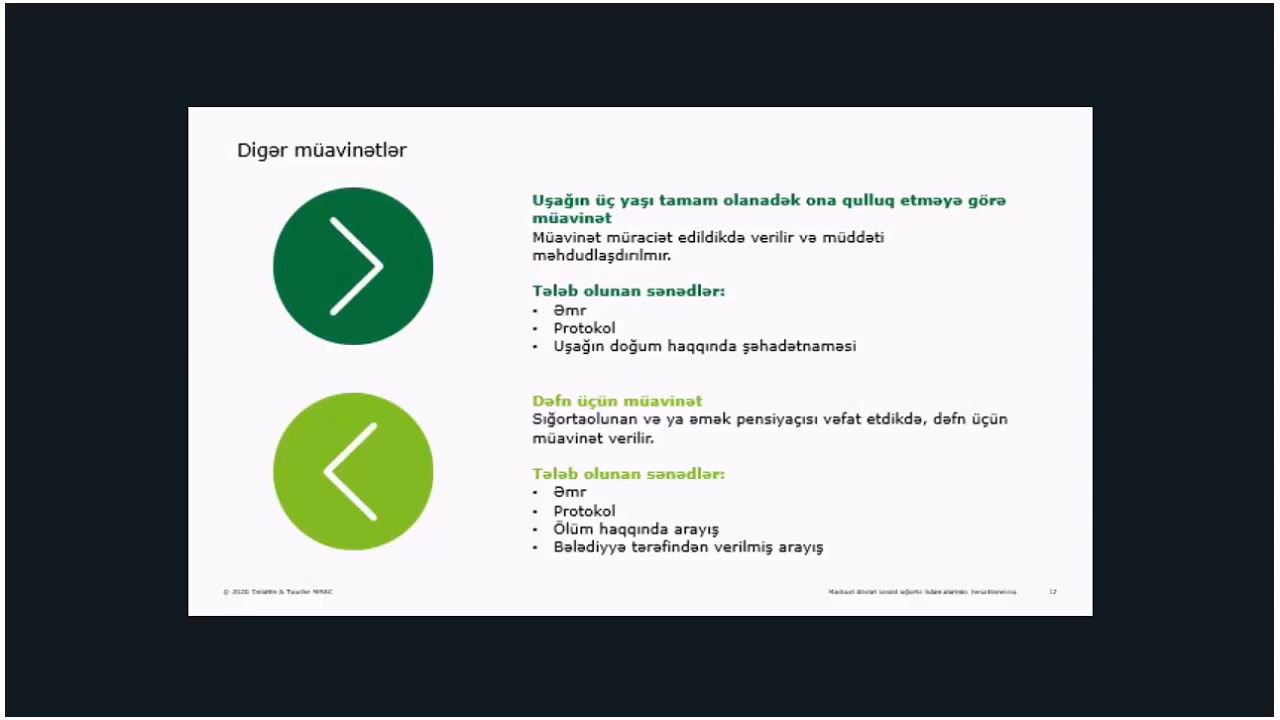 Digər müavinətlər
Uşağın üç yaşı tamam olanadək ona qulluq etməyə görə
müavinət
Müavinət müraciət edildikdə verilir və müddəti
məhdudlaşdırılmır.
Tələb olunan sənədlər:
• Əmr
• Protokol
• Uşağın doğum haqqında şəhadətnaməsi
Dəfn üçün müavinət
Sığortaolunan və ya əmək pensiyaçısı vəfat etdikdə, dəfn üçün
müavinət verilir.
Tələb olunan sənədlər:
• Əmr
• Protokol
• Ölüm haqqında arayış
• Bələdiyyə tərəfindən verilmiş arayış
© 2020 Deloitte & Touche
12